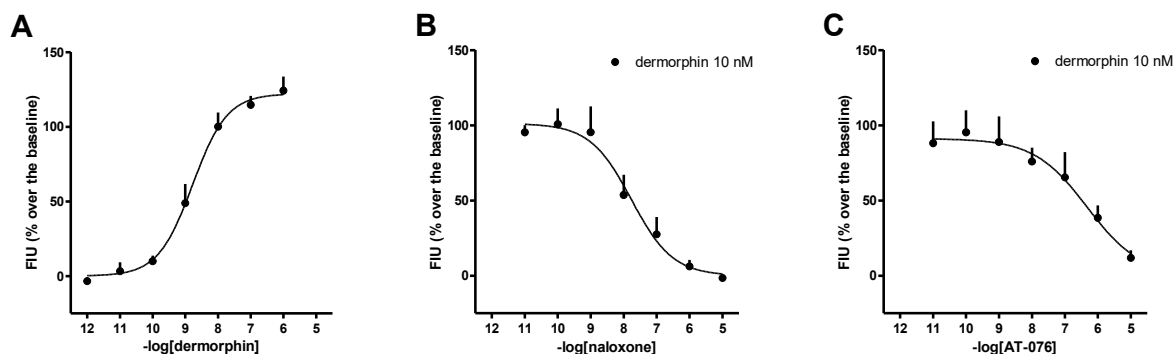 A
150
100
50
0
FIU (% over the baseline)
12 11 10 9 8 7 6 5
-log[dermorphin]
B
dermorphin 10 nM
150
100
50
0
FIU (% over the baseline)
12 11 10 9 8 7 6 5
-log[naloxone]
C
dermorphin 10 nM
150
100
50
0
FIU (% over the baseline)
12 11 10 9 8 7 6 5
-log[AT-076]